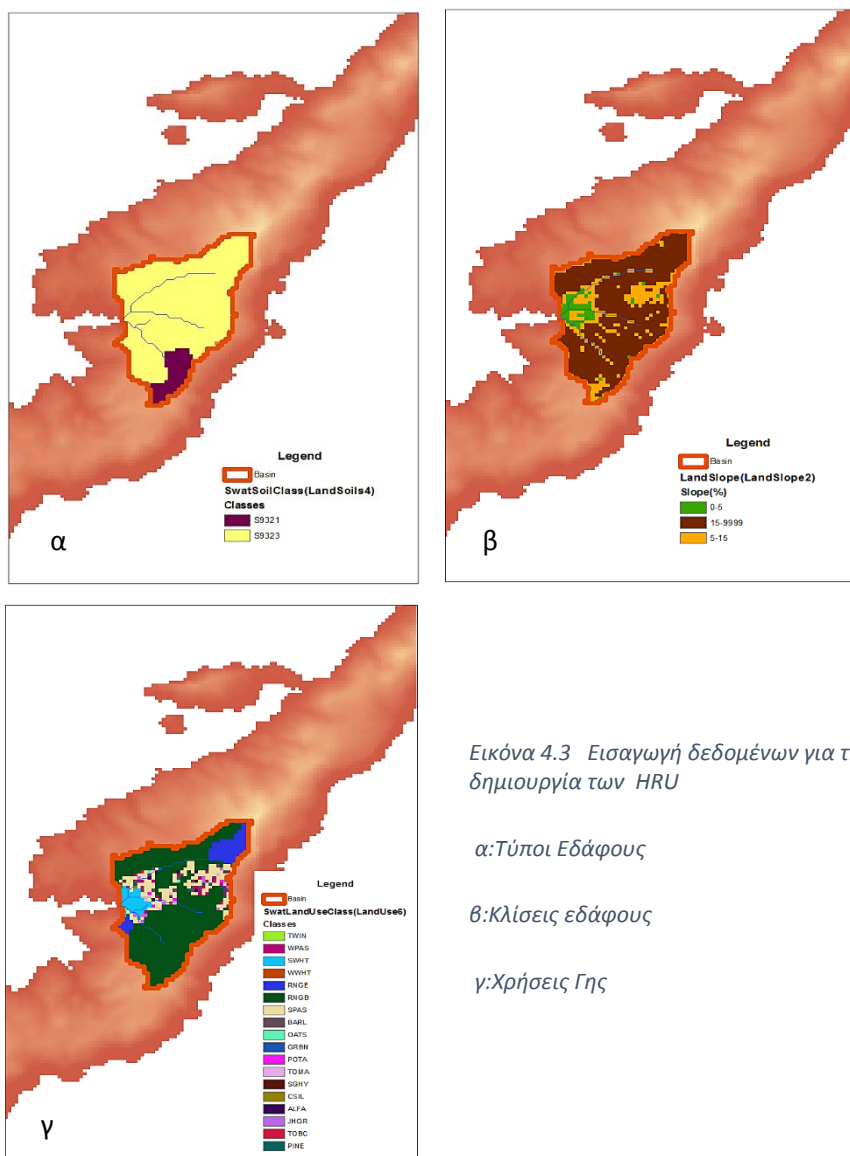 Legend
Basin
SwatSoilClass(LandSoils4)
Classes
S9321
S9323
α
Legend
Basin
LandSlope(LandSlope2)
Slope(%)
0-5
15-9999
5-15
β
Legend
Basin
SwatLandUseClass(LandUse6)
Classes
TWIN
WPAS
SWHT
WWHT
RNGE
RNGB
SPAS
BARL
OATS
GRBN
POTA
TOMA
SGHY
CSIL
ALFA
JHGR
TOBC
PINE
γ
Εικόνα 4.3 Εισαγωγή δεδομένων για τ
δημιουργία των HRU
α:Τύποι Εδάφους
β:Κλίσεις εδάφους
γ:Χρήσεις Γης